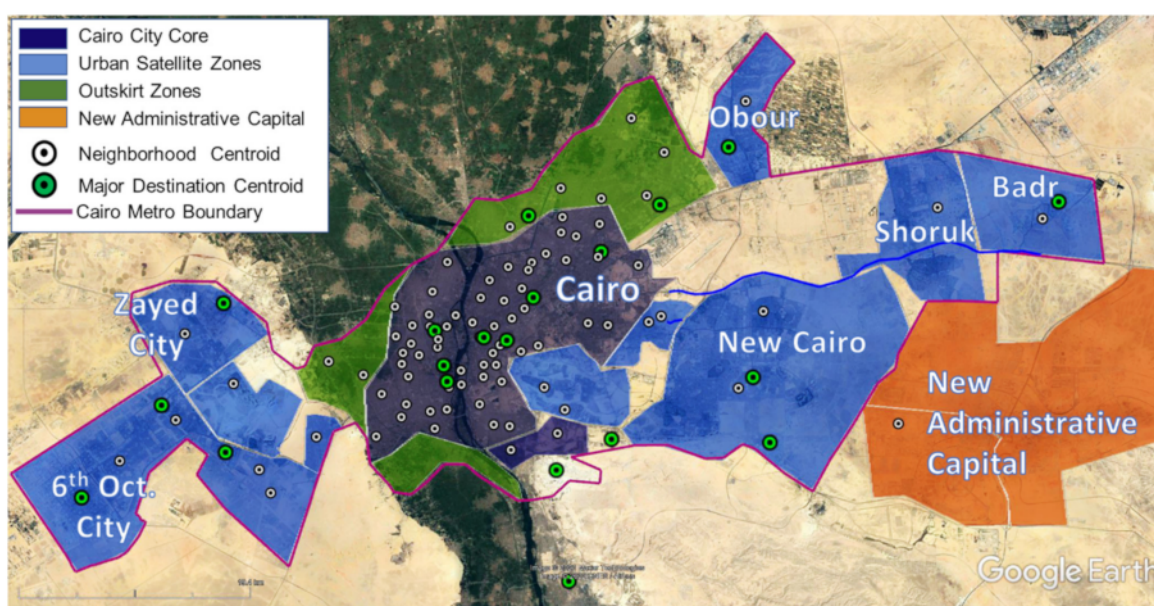 Cairo City Core
Urban Satellite Zones
Outskirt Zones
New Administrative Capital
Neighborhood Centroid
Major Destination Centroid
Cairo Metro Boundary
Obour
Badr
Shoruk
Cairo
Zayed
City
New Cairo
New
Administrative
Capital
6th Oct.
City
Google Earth